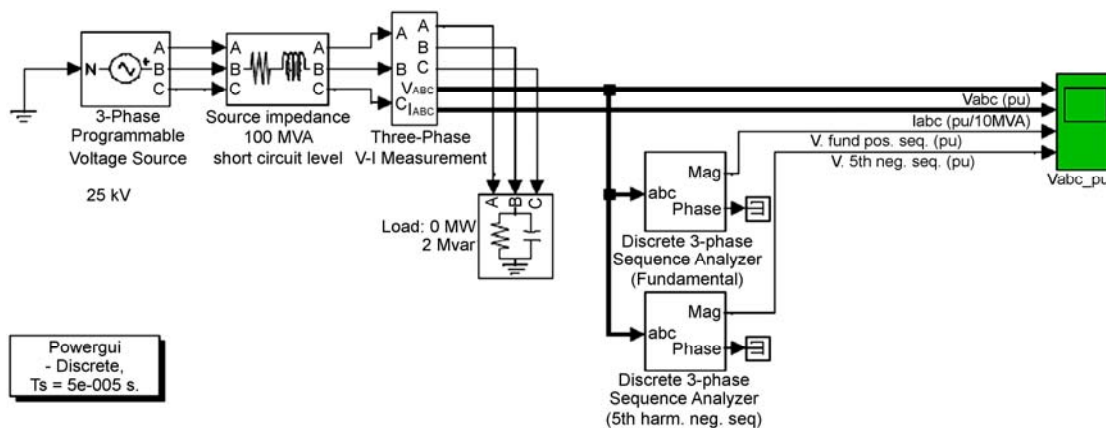 N
A
B
C
3-Phase
Programmable
Voltage Source
25 kV
A
B
C
A
B
C
Source impedance
100 MVA
short circuit level
A
B
C
A
B
C
VABC
IABC
Three-Phase
V-I Measurement
A
B
C
Load: 0 MW
2 Mvar
Vabc (pu)
Iabc (pu/10MVA)
V. fund pos. seq. (pu)
V. 5th neg. seq. (pu)
Vabc_pu
abc
Mag
Phase
Discrete 3-phase
Sequence Analyzer
(Fundamental)
abc
Mag
Phase
Discrete 3-phase
Sequence Analyzer
(5th harm. neg. seq)
Powergui
- Discrete,
Ts = 5e-005 s.